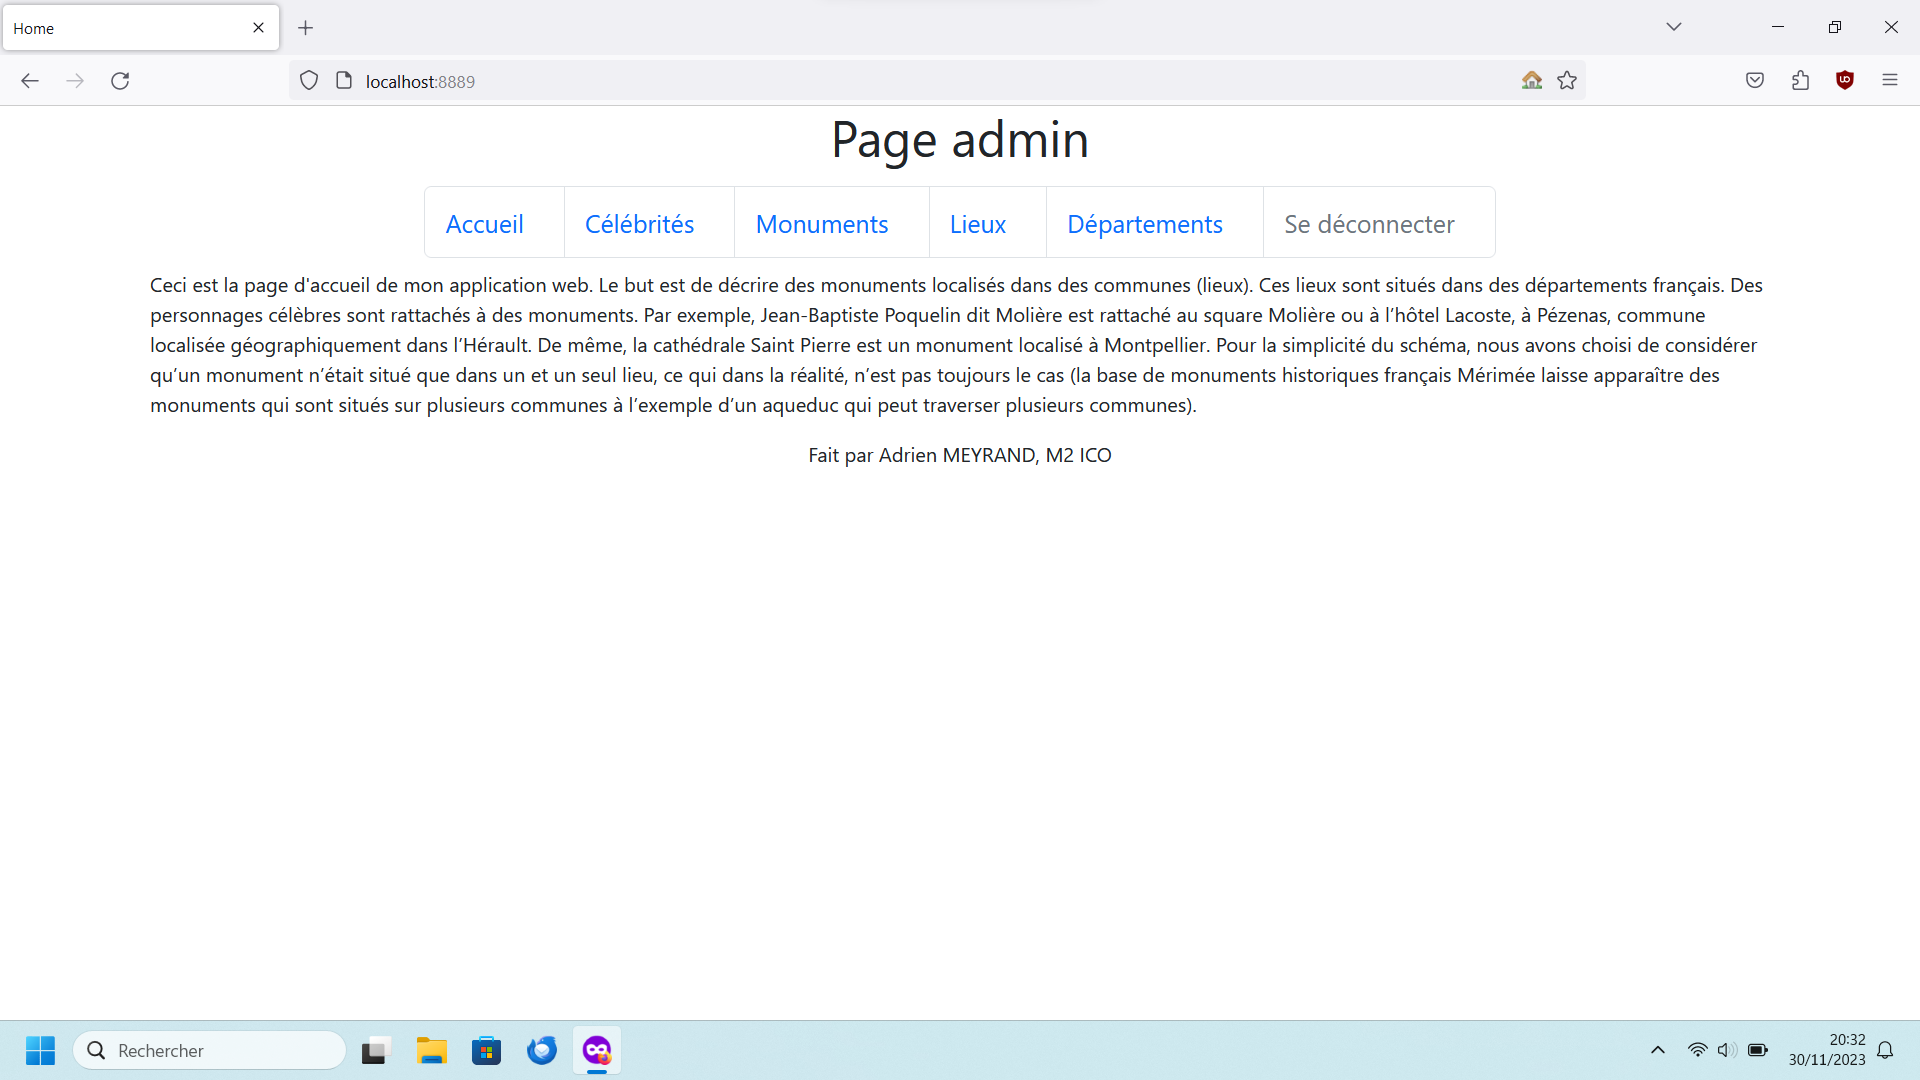 Home
localhost:8889
Page admin
Accueil Célébrités Monuments Lieux Départements Se déconnecter
Ceci est la page d'accueil de mon application web. Le but est de décrire des monuments localisés dans des communes (lieux). Ces lieux sont situés dans des départements français. Des
personnages célèbres sont rattachés à des monuments. Par exemple, Jean-Baptiste Poquelin dit Molière est rattaché au square Molière ou à l’hôtel Lacoste, à Pézenas, commune
localisée géographiquement dans l’Hérault. De même, la cathédrale Saint Pierre est un monument localisé à Montpellier. Pour la simplicité du schéma, nous avons choisi de considérer
qu’un monument n’était situé que dans un et un seul lieu, ce qui dans la réalité, n’est pas toujours le cas (la base de monuments historiques français Mérimée laisse apparaître des
monuments qui sont situés sur plusieurs communes à l’exemple d’un aqueduc qui peut traverser plusieurs communes).
Fait par Adrien MEYRAND, M2 ICO
Rechercher
20:32
30/11/2023